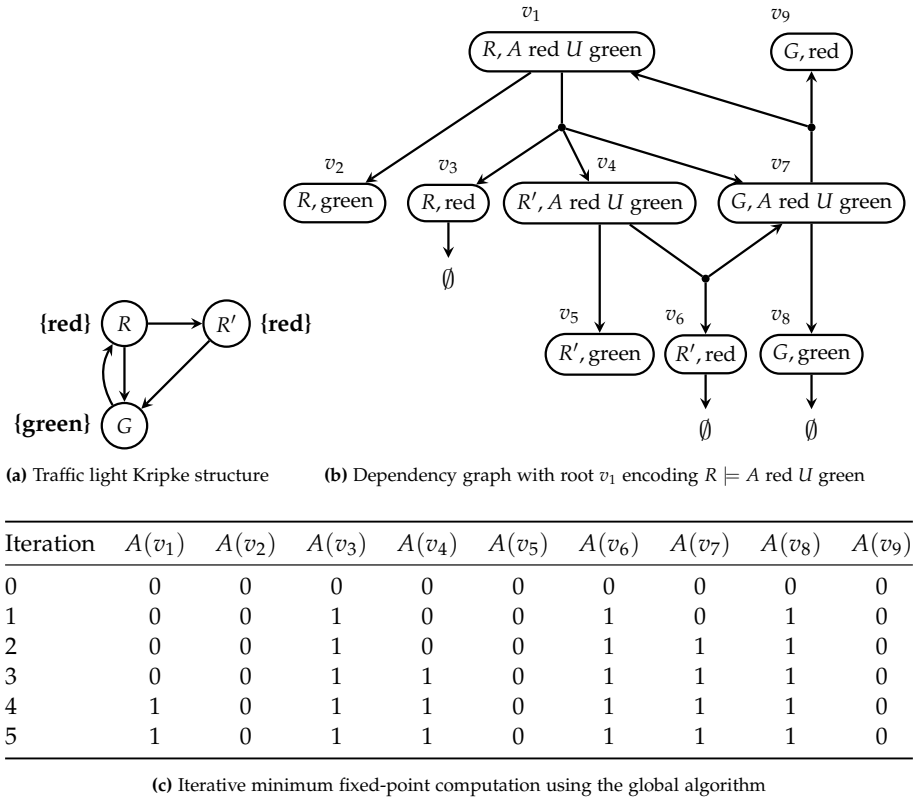 v₁
v₉
R, A red U green
G, red
v₂
v₃
v₄
v₇
R, green
R, red
R′, A red U green
G, A red U green
∅
{red}
R
R′
{red}
v₅
v₆
v₈
R′, green
R′, red
G, green
{green}
G
∅
∅
(a) Traffic light Kripke structure
(b) Dependency graph with root v₁ encoding R ⊨ A red U green
Iteration A(v₁) A(v₂) A(v₃) A(v₄) A(v₅) A(v₆) A(v₇) A(v₈) A(v₉)
0 0 0 0 0 0 0 0 0 0
1 0 0 1 0 0 1 0 1 0
2 0 0 1 0 0 1 1 1 0
3 0 0 1 1 0 1 1 1 0
4 1 0 1 1 0 1 1 1 0
5 1 0 1 1 0 1 1 1 0
(c) Iterative minimum fixed-point computation using the global algorithm